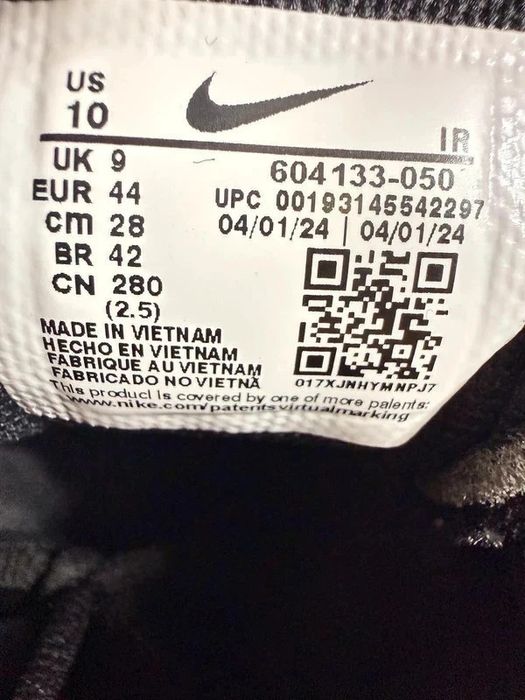 US
10
IR
UK 9
EUR 44
cm 28
BR 42
CN 280
(2.5)
604133-050
UPC 00193145542297
04/01/24 | 04/01/24
017XJNHYMNPJ7
MADE IN VIETNAM
HECHO EN VIETNAM
FABRIQUE AU VIETNAM
FABRICADO NO VIETNÃ
This product is covered by one of more patents:
www.nike.com/patentsvirtualmarking